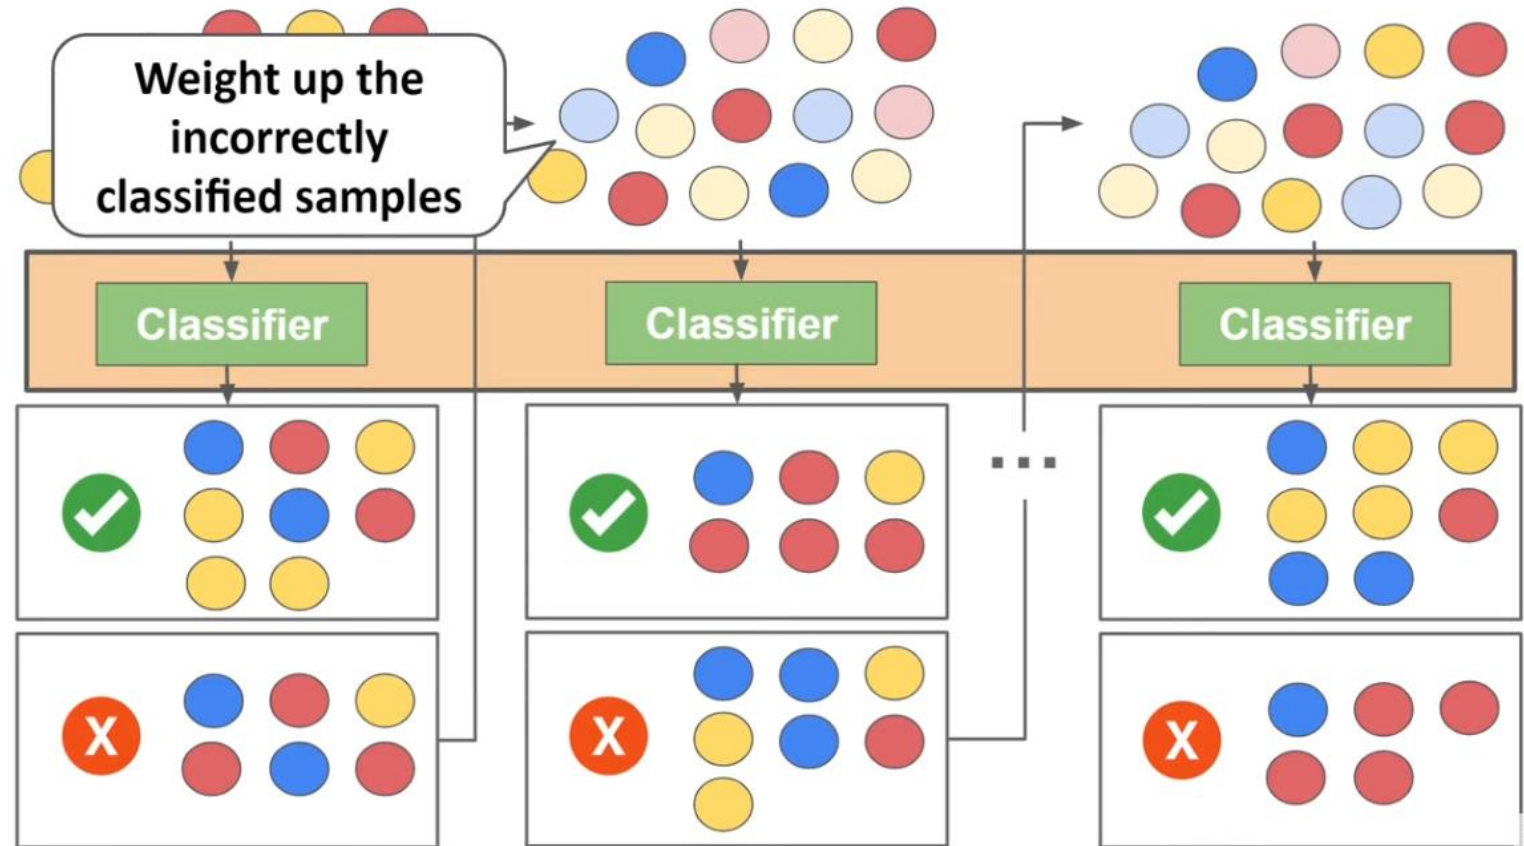 Weight up the
incorrectly
classified samples
Classifier
Classifier
Classifier
...
X
X
X